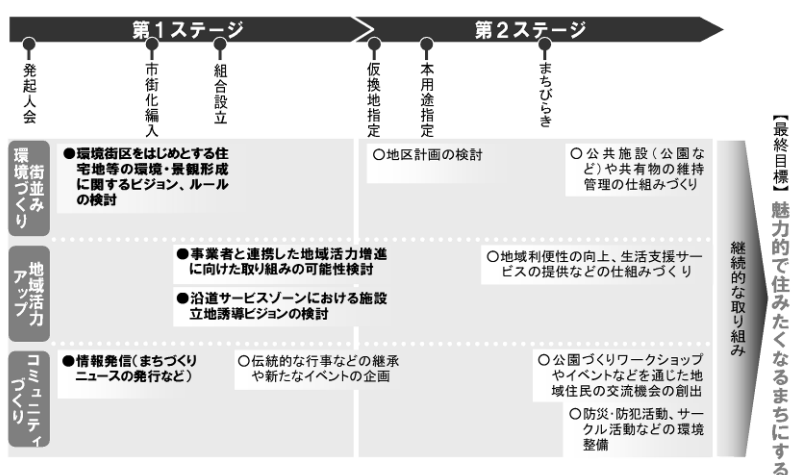 第1ステージ
第2ステージ
発起人会
市街化編入
組合設立
仮換地指定
本用途指定
まちびらき
街並み
環境づくり
●環境街区をはじめとする住
宅地等の環境・景観形成
に関するビジョン、ルール
の検討
○地区計画の検討
○公共施設(公園な
ど)や共有物の維持
管理の仕組みづくり
地域活力
アップ
●事業者と連携した地域活力増進
に向けた取り組みの可能性検討
●沿道サービスゾーンにおける施設
立地誘導ビジョンの検討
○地域利便性の向上、生活支援サー
ビスの提供などの仕組みづくり
コミュニティ
づくり
●情報発信(まちづくり
ニュースの発行など)
○伝統的な行事などの継承
や新たなイベントの企画
○公園づくりワークショップ
やイベントなどを通じた地
域住民の交流機会の創出
○防災・防犯活動、サー
クル活動などの環境
整備
継続的な取り組み
【最終目標】魅力的で住みたくなるまちにする